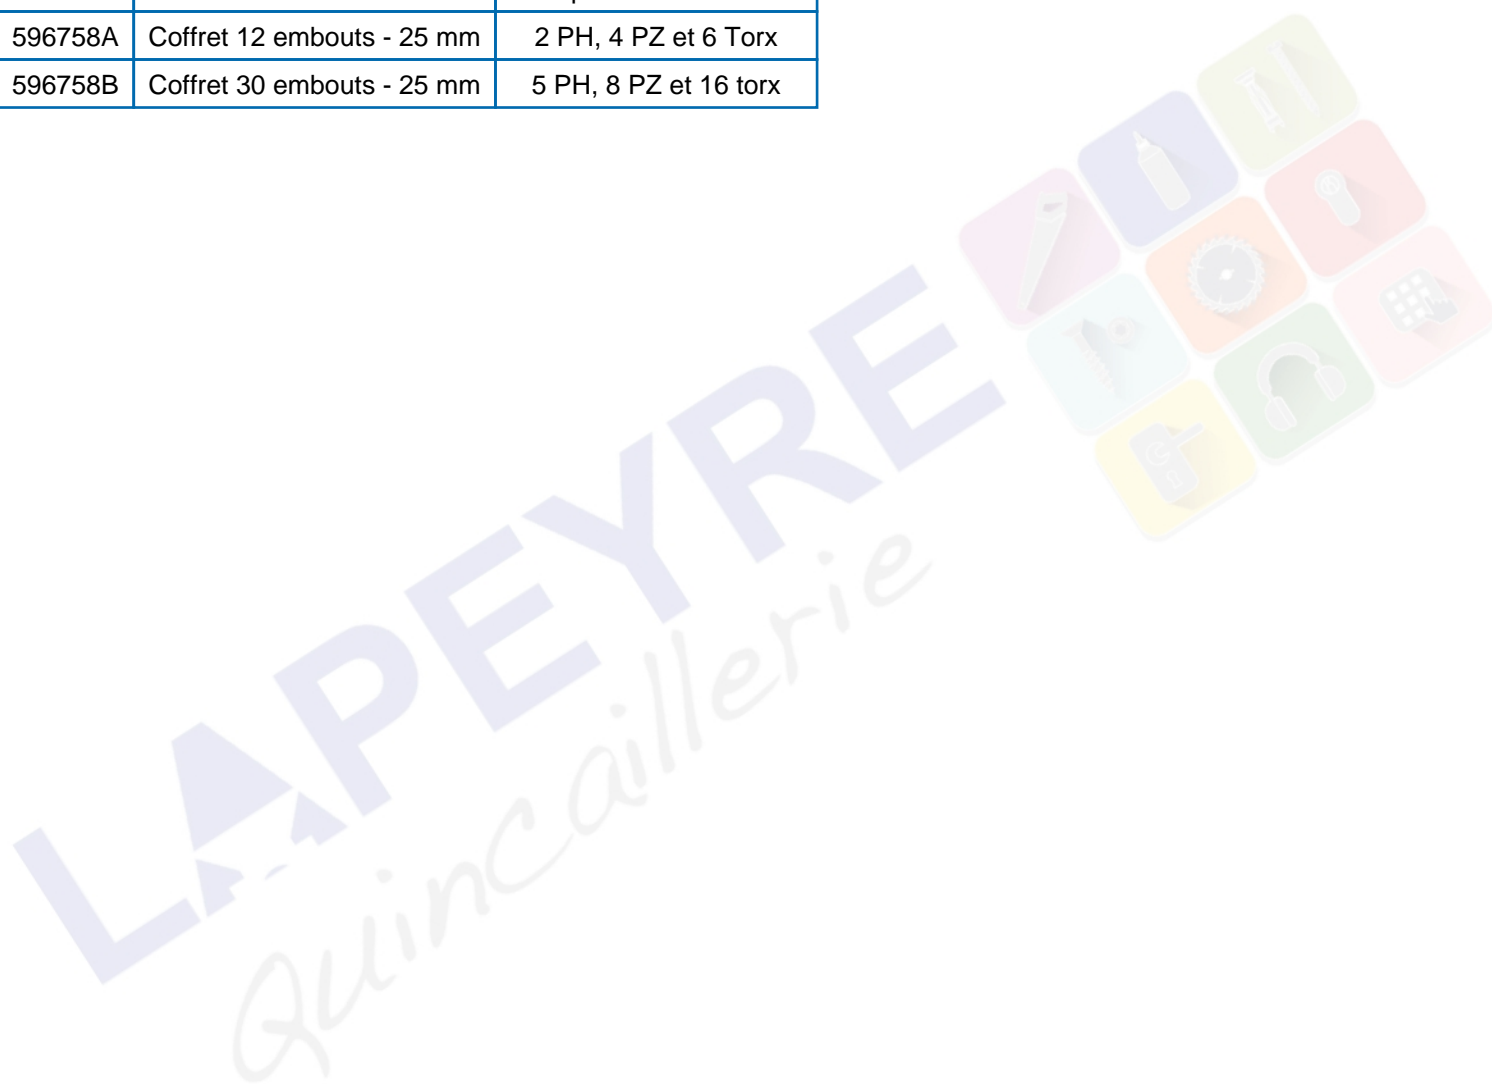 596758A Coffret 12 embouts - 25 mm 2 PH, 4 PZ et 6 Torx
596758B Coffret 30 embouts - 25 mm 5 PH, 8 PZ et 16 torx
LAPEYRE
Quincaillerie